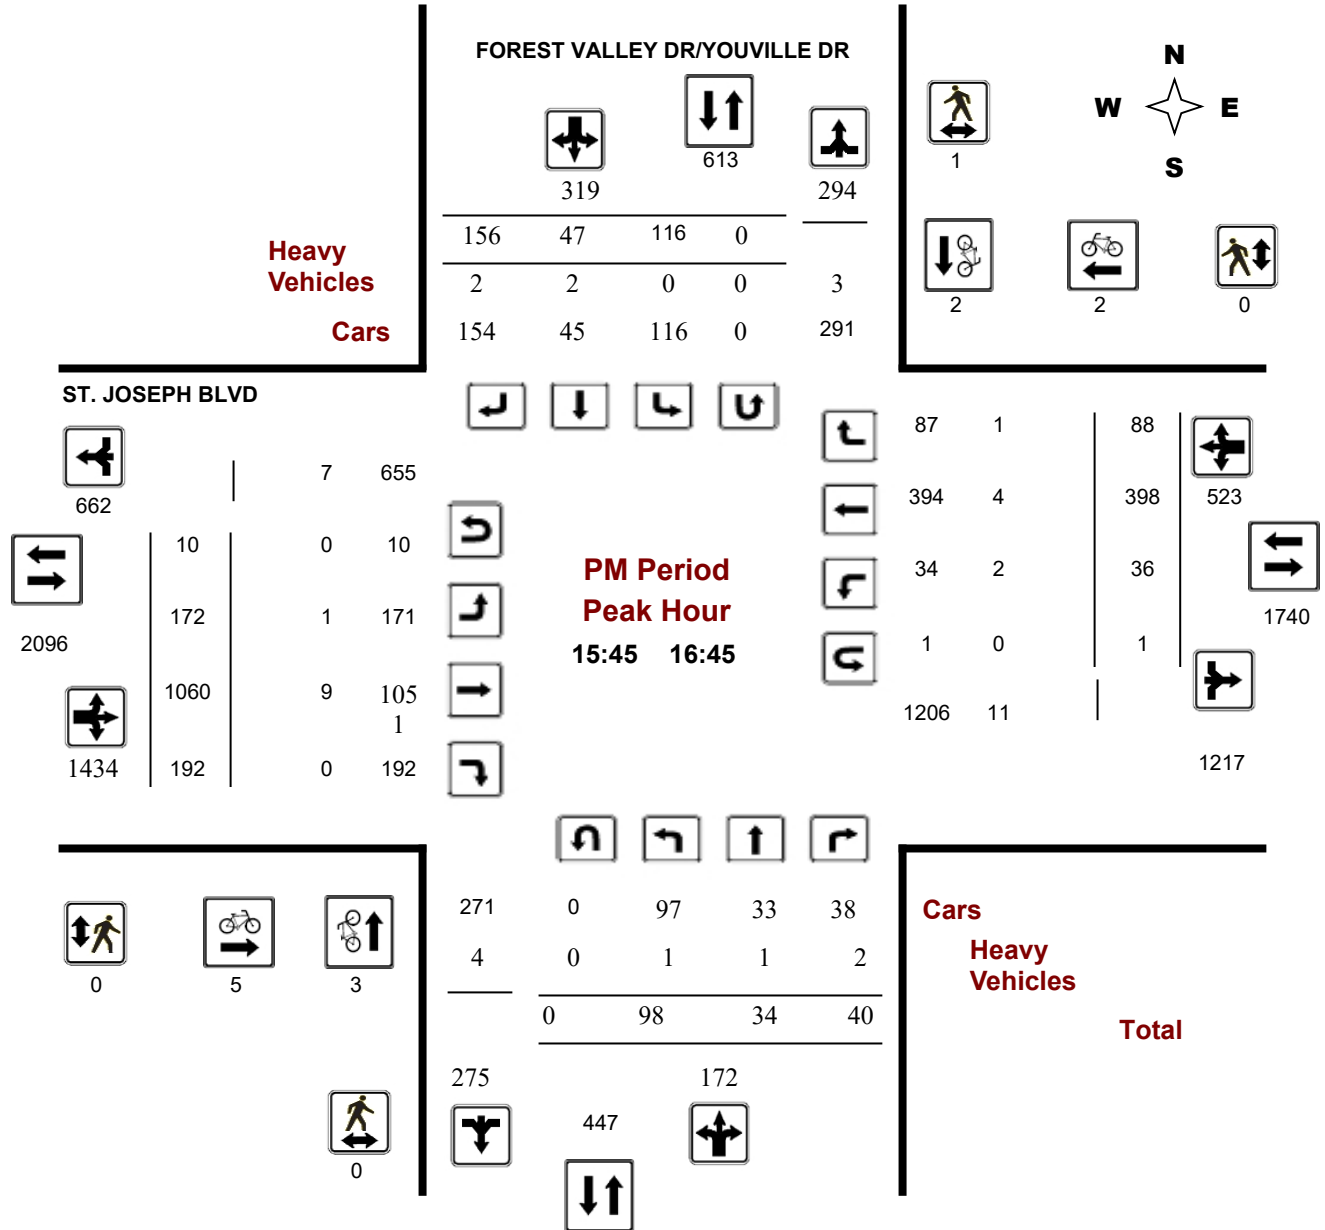 FOREST VALLEY DR/YOUVILLE DR
N
W E
S
613
1
319 294
156 47 116 0
Heavy
Vehicles
2 2 0 0 3
2 2 0
Cars
154 45 116 0 291
ST. JOSEPH BLVD
87 1 88
7 655
662
394 4 398 523
10 0 10
PM Period
34 2 36
Peak Hour
172 1 171
1740
2096
15:45 16:45
1 0 1
1060 9 105
1
1206 11
1434 192 0 192
1217
271 0 97 33 38
Cars
4 0 1 1 2
Heavy
Vehicles
0 5 3
0 98 34 40
Total
275 172
447
0